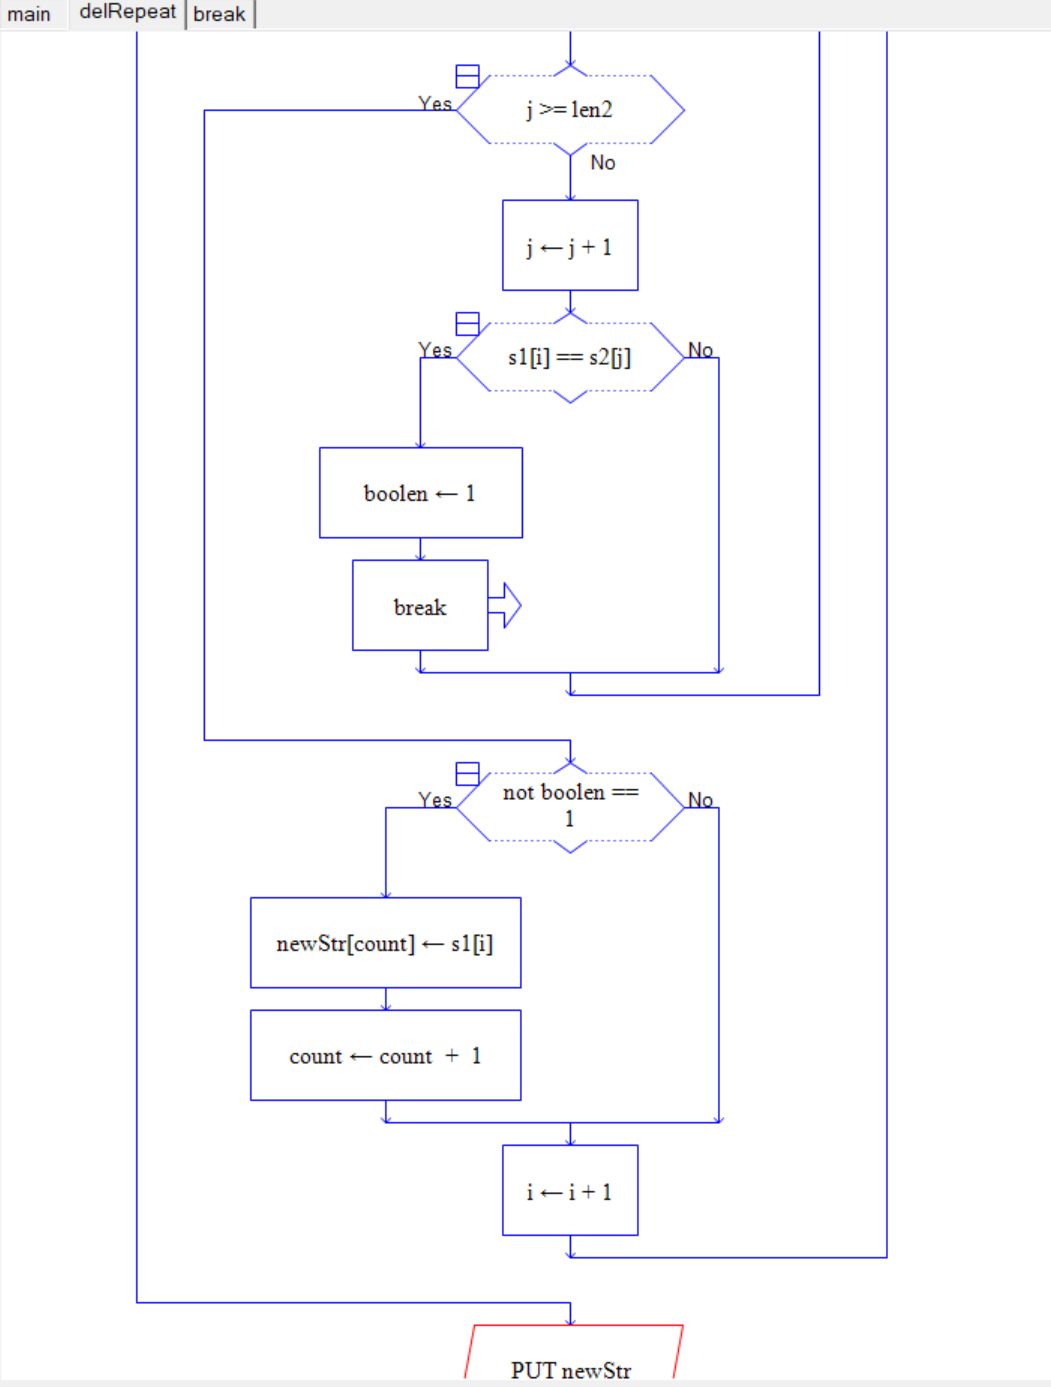 main delRepeat break
j >= len2
Yes
No
j ← j + 1
s1[i] == s2[j]
Yes
No
boolen ← 1
break
not boolen ==
1
Yes
No
newStr[count] ← s1[i]
count ← count + 1
i ← i + 1
PUT newStr